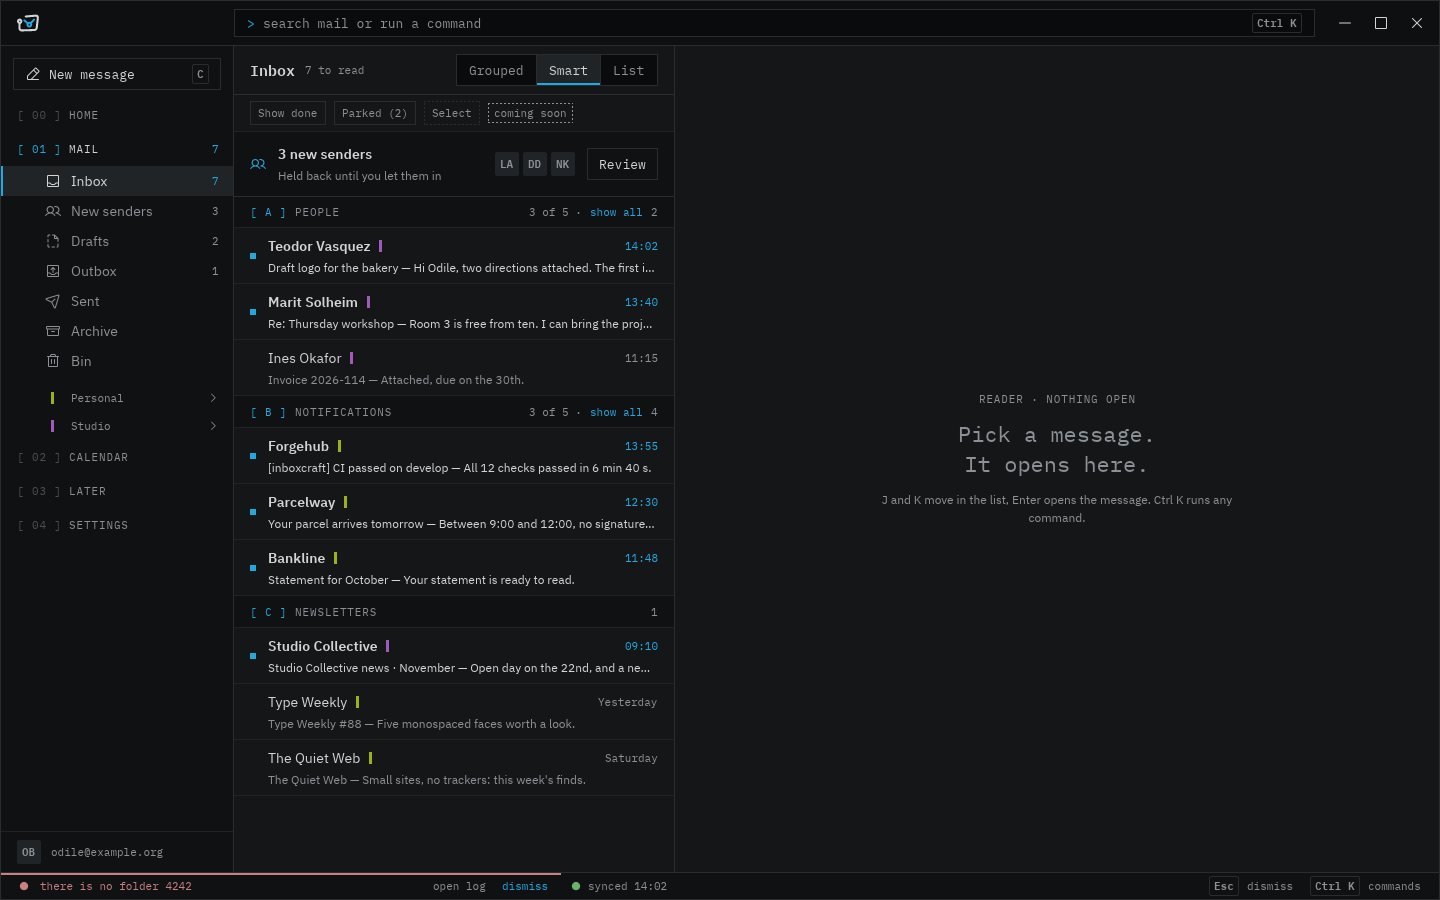 > search mail or run a command Ctrl K
New message C
[ 00 ] HOME
[ 01 ] MAIL 7
Inbox 7
New senders 3
Drafts 2
Outbox 1
Sent
Archive
Bin
Personal
Studio
[ 02 ] CALENDAR
[ 03 ] LATER
[ 04 ] SETTINGS
OB odile@example.org
Inbox 7 to read Grouped Smart List
Show done Parked (2) Select coming soon
3 new senders
Held back until you let them in
LA DD NK Review
[ A ] PEOPLE 3 of 5 · show all 2
Teodor Vasquez 14:02
Draft logo for the bakery — Hi Odile, two directions attached. The first i…
Marit Solheim 13:40
Re: Thursday workshop — Room 3 is free from ten. I can bring the proj…
Ines Okafor 11:15
Invoice 2026-114 — Attached, due on the 30th.
[ B ] NOTIFICATIONS 3 of 5 · show all 4
Forgehub 13:55
[inboxcraft] CI passed on develop — All 12 checks passed in 6 min 40 s.
Parcelway 12:30
Your parcel arrives tomorrow — Between 9:00 and 12:00, no signature…
Bankline 11:48
Statement for October — Your statement is ready to read.
[ C ] NEWSLETTERS 1
Studio Collective 09:10
Studio Collective news · November — Open day on the 22nd, and a ne…
Type Weekly Yesterday
Type Weekly #88 — Five monospaced faces worth a look.
The Quiet Web Saturday
The Quiet Web — Small sites, no trackers: this week's finds.
READER · NOTHING OPEN
Pick a message.
It opens here.
J and K move in the list, Enter opens the message. Ctrl K runs any
command.
there is no folder 4242 open log dismiss synced 14:02 Esc dismiss Ctrl K commands